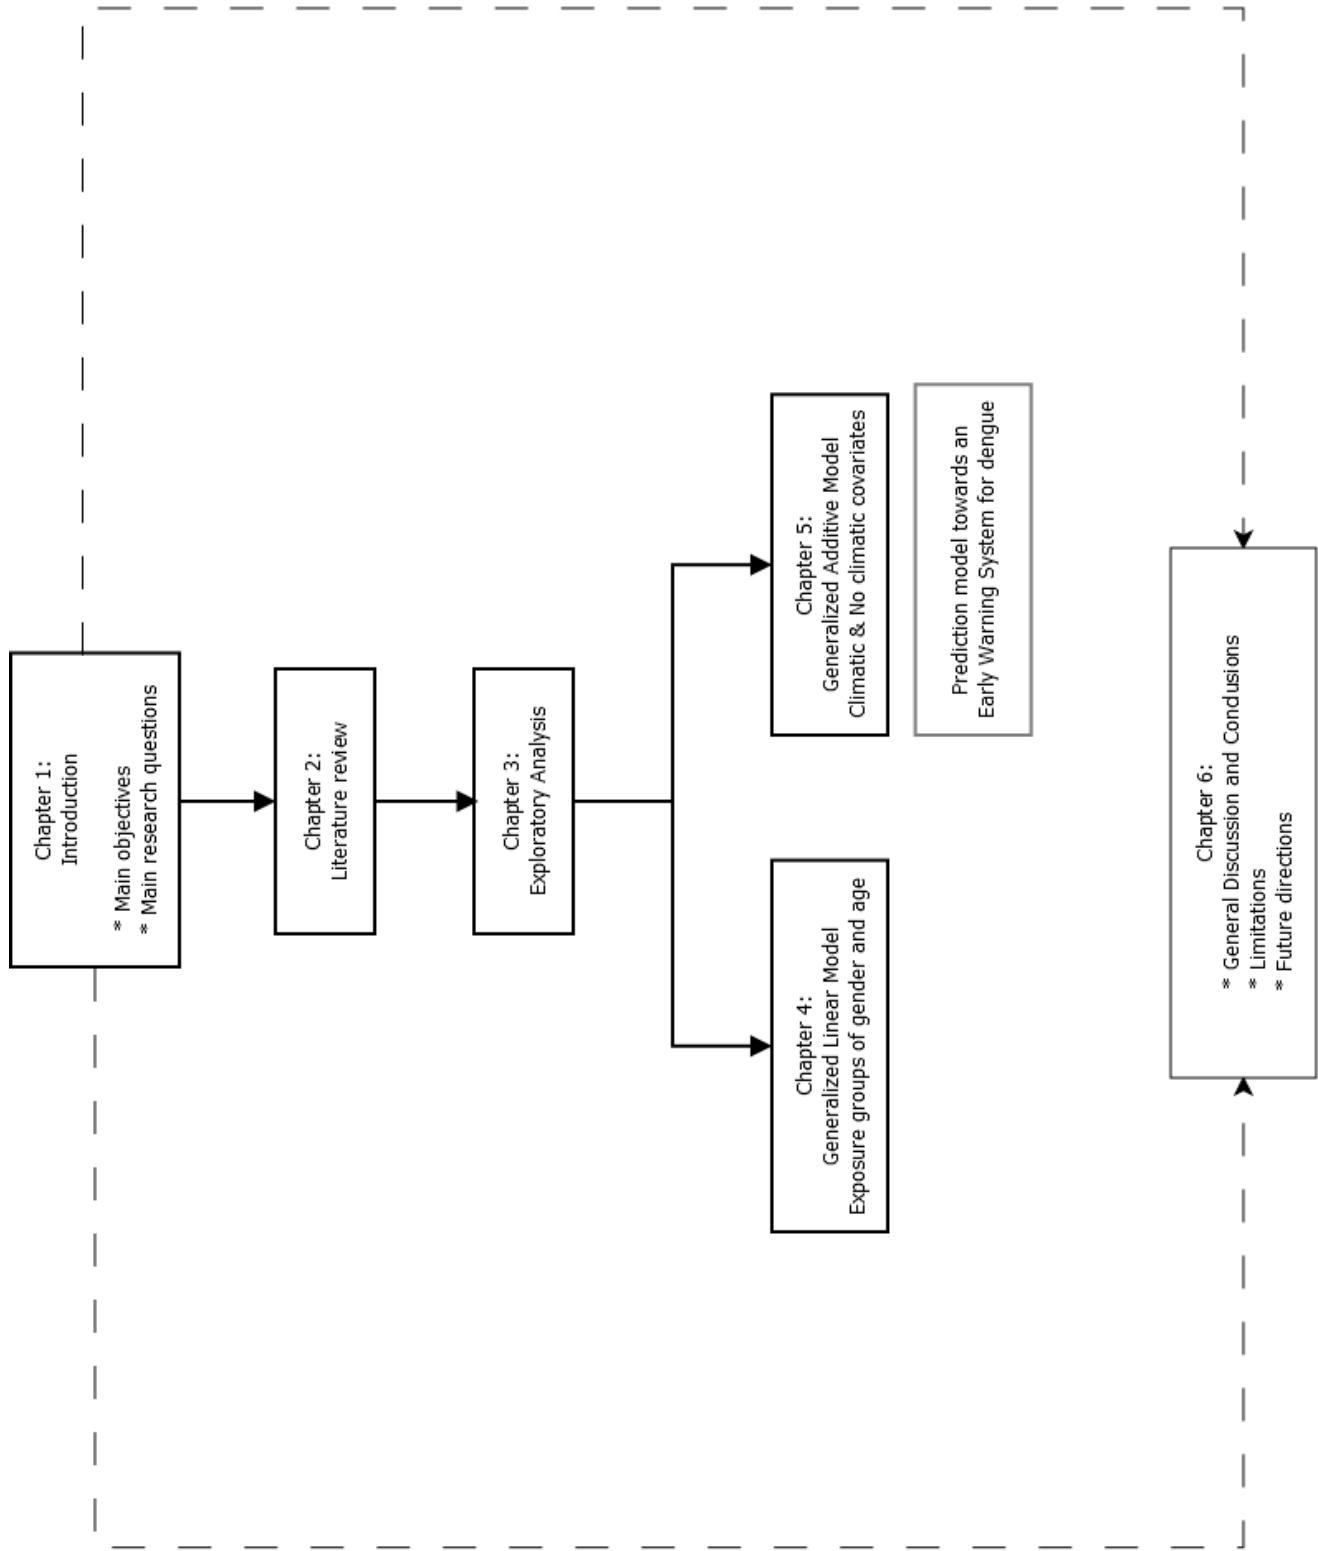 Chapter 1:
Introduction
* Main objectives
* Main research questions
Chapter 2:
Literature review
Chapter 3:
Exploratory Analysis
Chapter 4:
Generalized Linear Model
Exposure groups of gender and age
Chapter 5:
Generalized Additive Model
Climatic & No climatic covariates
Prediction model towards an
Early Warning System for dengue
Chapter 6:
* General Discussion and Conclusions
* Limitations
* Future directions